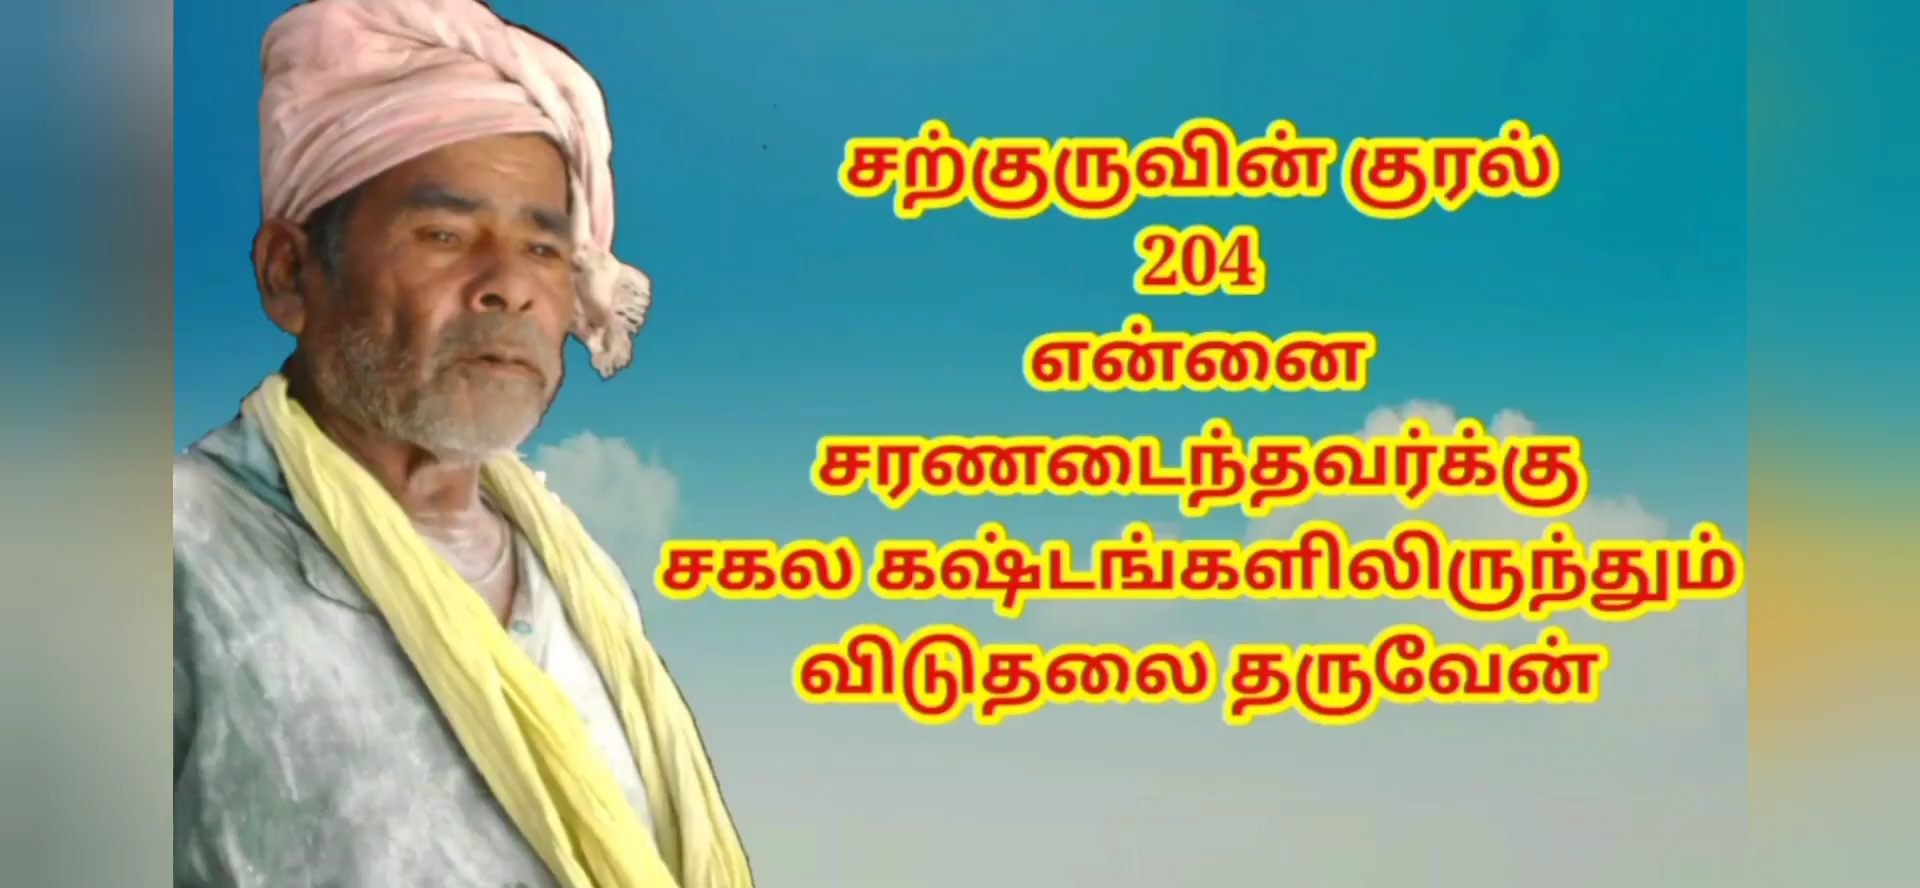 சற்குருவின் குரல்
204
என்னை
சரணடைந்தவர்க்கு
சகல கஷ்டங்களிலிருந்தும்
விடுதலை தருவேன்